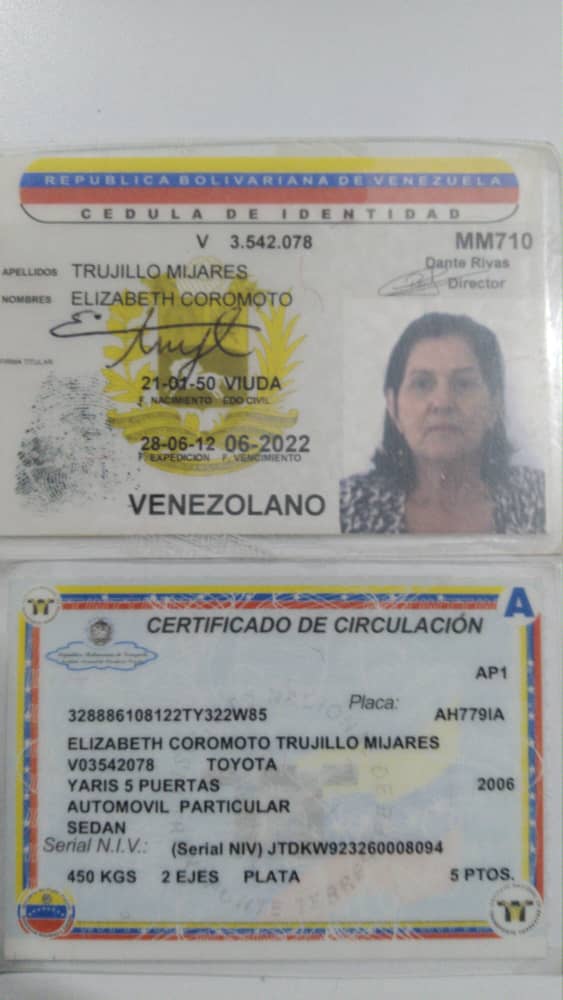 REPUBLICA BOLIVARIANA DE VENEZUELA
CEDULA DE IDENTIDAD
V 3.542.078
MM710
Dante Rivas
Director
APELLIDOS TRUJILLO MIJARES
NOMBRES ELIZABETH COROMOTO
FIRMA TITULAR
21-01-50 VIUDA
F. NACIMIENTO EDO CIVIL
28-06-12 06-2022
F. EXPEDICION F. VENCIMIENTO
VENEZOLANO
A
CERTIFICADO DE CIRCULACIÓN
AP1
Placa:
328886108122TY322W85 AH779IA
ELIZABETH COROMOTO TRUJILLO MIJARES
V03542078 TOYOTA
YARIS 5 PUERTAS 2006
AUTOMOVIL PARTICULAR
SEDAN
Serial N.I.V.: (Serial NIV) JTDKW923260008094
450 KGS 2 EJES PLATA 5 PTOS.